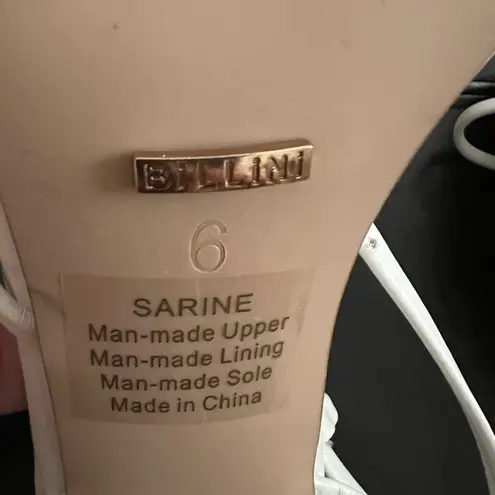 BiLLiNi
6
SARINE
Man-made Upper
Man-made Lining
Man-made Sole
Made in China